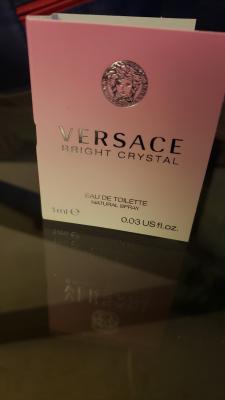 VERSACE
BRIGHT CRYSTAL
EAU DE TOILETTE
NATURAL SPRAY
1ml ℮
0.03 US fl.oz.